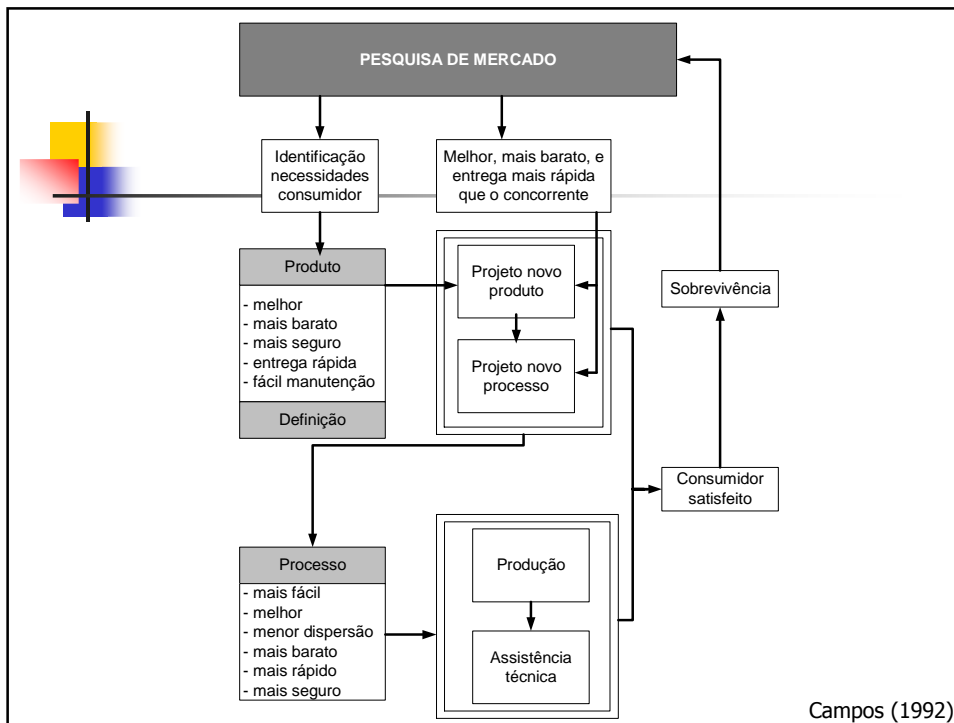 PESQUISA DE MERCADO
Identificação
necessidades
consumidor
Melhor, mais barato, e
entrega mais rápida
que o concorrente
Produto
- melhor
- mais barato
- mais seguro
- entrega rápida
- fácil manutenção
Definição
Projeto novo
produto
Projeto novo
processo
Sobrevivência
Consumidor
satisfeito
Processo
- mais fácil
- melhor
- menor dispersão
- mais barato
- mais rápido
- mais seguro
Produção
Assistência
técnica
Campos (1992)